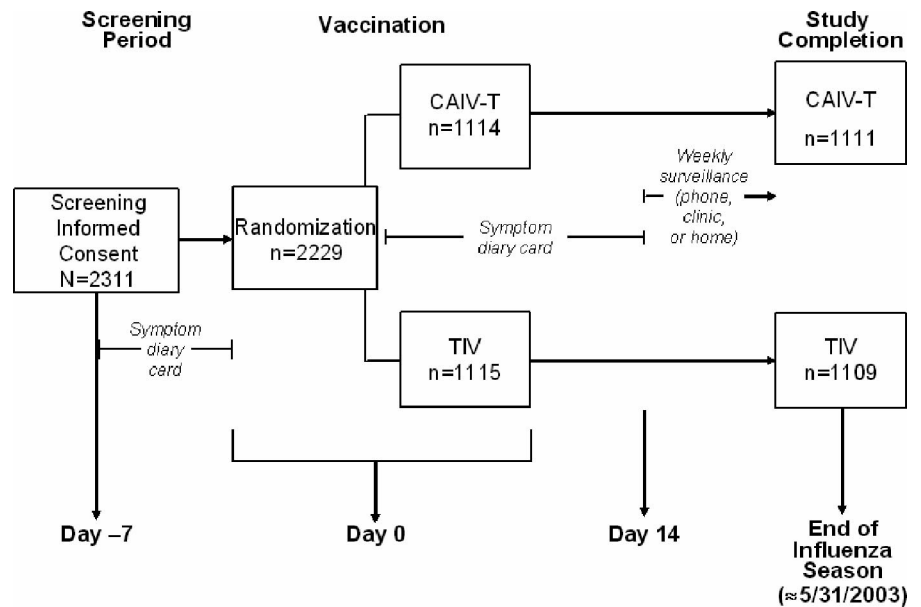 Screening
Period
Vaccination
Study
Completion
CAIV-T
n=1114
CAIV-T
n=1111
Weekly
surveillance
(phone,
clinic,
or home)
Screening
Informed
Consent
N=2311
Randomization
n=2229
Symptom
diary card
Symptom
diary
card
TIV
n=1115
TIV
n=1109
Day –7
Day 0
Day 14
End of
Influenza
Season
(≈5/31/2003)